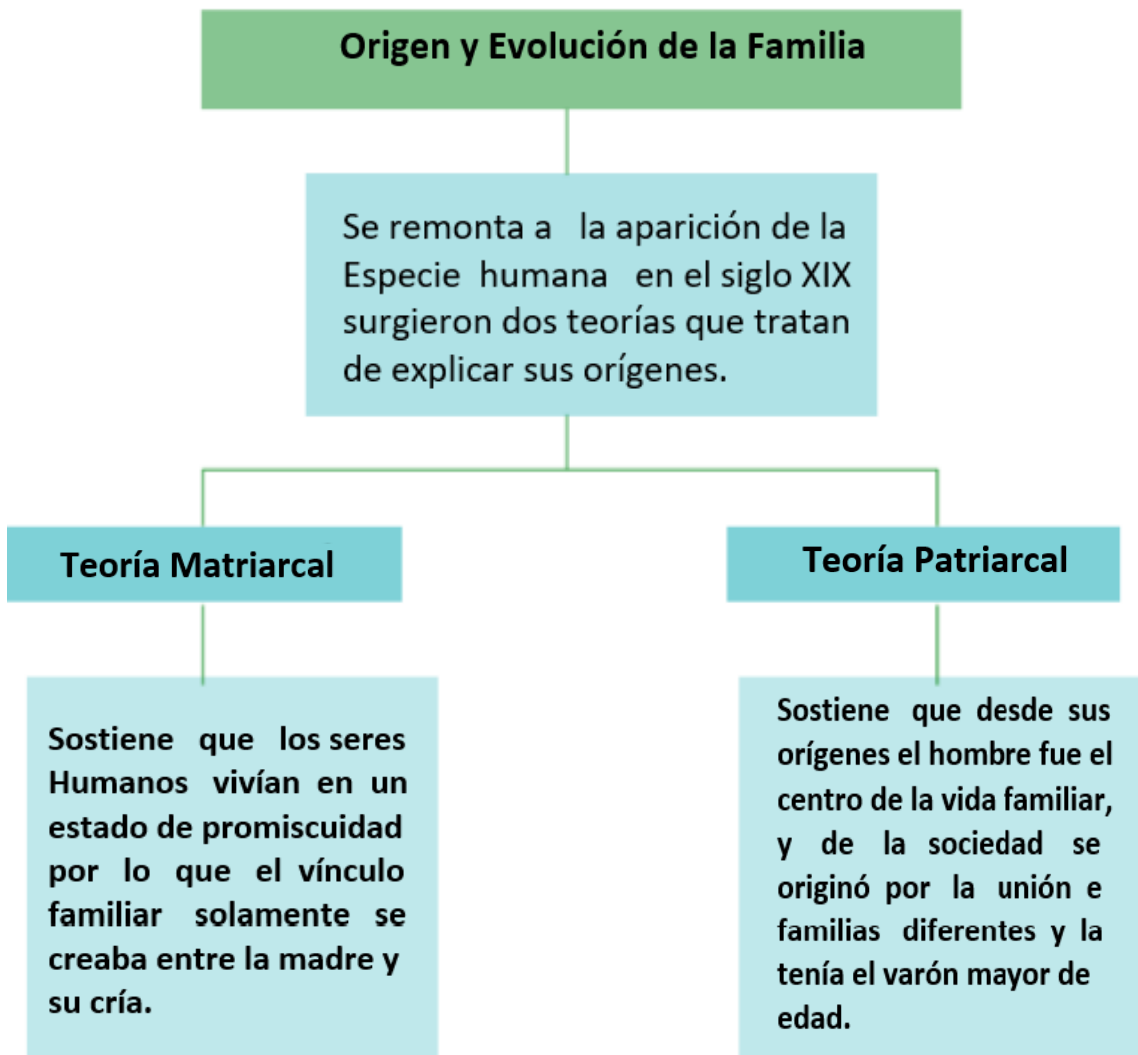 Origen y Evolución de la Familia
Se remonta a la aparición de la
Especie humana en el siglo XIX
surgieron dos teorías que tratan
de explicar sus orígenes.
Teoría Matriarcal
Teoría Patriarcal
Sostiene que los seres
Humanos vivían en un
estado de promiscuidad
por lo que el vínculo
familiar solamente se
creaba entre la madre y
su cría.
Sostiene que desde sus
orígenes el hombre fue el
centro de la vida familiar,
y de la sociedad se
originó por la unión e
familias diferentes y la
tenía el varón mayor de
edad.